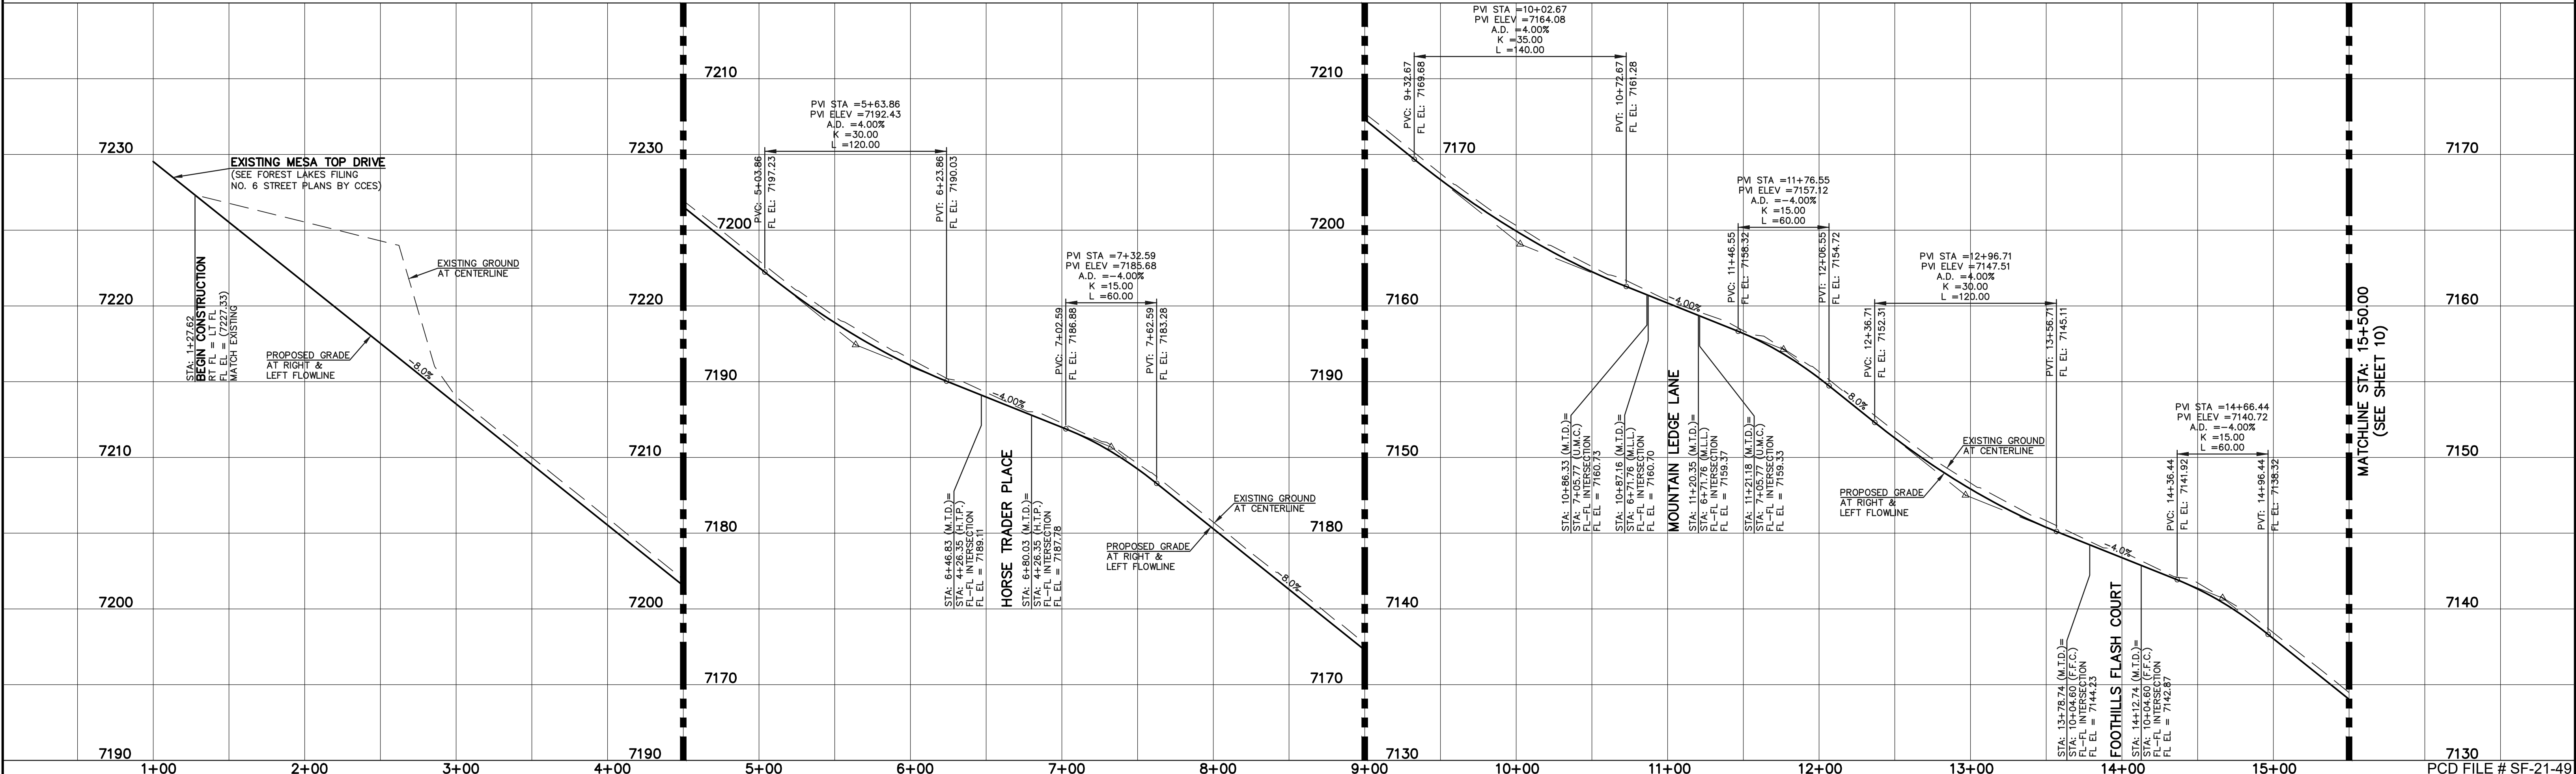 7230
7220
7210
7200
7190
EXISTING MESA TOP DRIVE
(SEE FOREST LAKES FILING
NO. 6 STREET PLANS BY CCES)
STA: 1+27.62
BEGIN CONSTRUCTION
RT FL = LT FL
FL EL = (7227.33)
MATCH EXISTING
EXISTING GROUND
AT CENTERLINE
PROPOSED GRADE
AT RIGHT &
LEFT FLOWLINE
-8.0%
7230
7220
7210
7200
7190
7210
7200
7190
7180
7170
PVI STA =5+63.86
PVI ELEV =7192.43
A.D. =4.00%
K =30.00
L =120.00
PVC: 5+03.86
FL EL: 7197.23
PVT: 6+23.86
FL EL: 7190.03
-4.00%
PVI STA =7+32.59
PVI ELEV =7185.68
A.D. =-4.00%
K =15.00
L =60.00
PVC: 7+02.59
FL EL: 7186.88
PVT: 7+62.59
FL EL: 7183.28
STA: 6+46.83 (M.T.D.)=
STA: 4+26.35 (H.T.P.)
FL-FL INTERSECTION
FL EL = 7189.11
HORSE TRADER PLACE
STA: 6+80.03 (M.T.D.)=
STA: 4+26.35 (H.T.P.)
FL-FL INTERSECTION
FL EL = 7187.78
EXISTING GROUND
AT CENTERLINE
PROPOSED GRADE
AT RIGHT &
LEFT FLOWLINE
-8.0%
7210
7200
7190
7180
7170
7170
7160
7150
7140
7130
PVI STA =10+02.67
PVI ELEV =7164.08
A.D. =4.00%
K =35.00
L =140.00
PVC: 9+32.67
FL EL: 7169.68
PVT: 10+72.67
FL EL: 7161.28
-4.00%
PVI STA =11+76.55
PVI ELEV =7157.12
A.D. =-4.00%
K =15.00
L =60.00
PVC: 11+46.55
FL EL: 7158.32
PVT: 12+06.55
FL EL: 7154.72
-8.0%
STA: 10+86.33 (M.T.D.)=
STA: 7+05.77 (U.M.C.)
FL-FL INTERSECTION
FL EL = 7160.73
STA: 10+87.16 (M.T.D.)=
STA: 6+71.76 (M.L.L.)
FL-FL INTERSECTION
FL EL = 7160.70
MOUNTAIN LEDGE LANE
STA: 11+20.35 (M.T.D.)=
STA: 6+71.76 (M.L.L.)
FL-FL INTERSECTION
FL EL = 7159.37
STA: 11+21.18 (M.T.D.)=
STA: 7+05.77 (U.M.C.)
FL-FL INTERSECTION
FL EL = 7159.33
PVI STA =12+96.71
PVI ELEV =7147.51
A.D. =4.00%
K =30.00
L =120.00
PVC: 12+36.71
FL EL: 7152.31
PVT: 13+56.71
FL EL: 7145.11
EXISTING GROUND
AT CENTERLINE
PROPOSED GRADE
AT RIGHT &
LEFT FLOWLINE
-4.0%
PVI STA =14+66.44
PVI ELEV =7140.72
A.D. =-4.00%
K =15.00
L =60.00
PVC: 14+36.44
FL EL: 7141.92
PVT: 14+96.44
FL EL: 7138.32
STA: 13+78.74 (M.T.D.)=
STA: 10+04.60 (F.F.C.)
FL-FL INTERSECTION
FL EL = 7144.23
FOOTHILLS FLASH COURT
STA: 14+12.74 (M.T.D.)=
STA: 10+04.60 (F.F.C.)
FL-FL INTERSECTION
FL EL = 7142.87
MATCHLINE STA: 15+50.00
(SEE SHEET 10)
7170
7160
7150
7140
7130
1+00
2+00
3+00
4+00
5+00
6+00
7+00
8+00
9+00
10+00
11+00
12+00
13+00
14+00
15+00
PCD FILE # SF-21-49